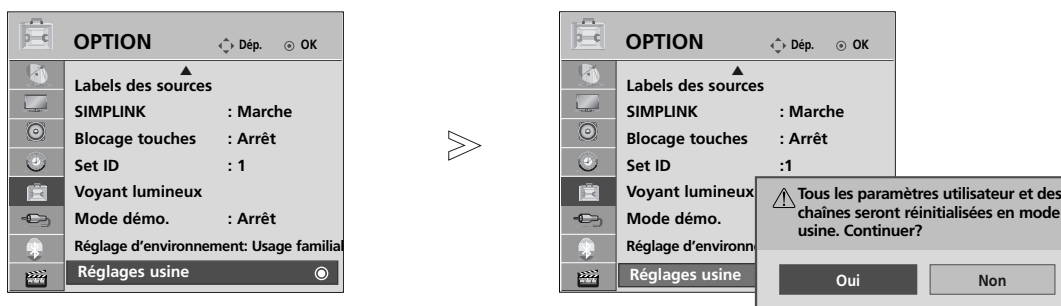 OPTION Dép. OK
Labels des sources
SIMPLINK : Marche
Blocage touches : Arrêt
Set ID : 1
Voyant lumineux
Mode démo. : Arrêt
Réglage d'environnement: Usage familial
Réglages usine
OPTION Dép. OK
Labels des sources
SIMPLINK : Marche
Blocage touches : Arrêt
Set ID :1
Voyant lumineux
Mode démo.
Réglage d'environn
Réglages usine
Tous les paramètres utilisateur et des
chaînes seront réinitialisées en mode
usine. Continuer?
Oui Non